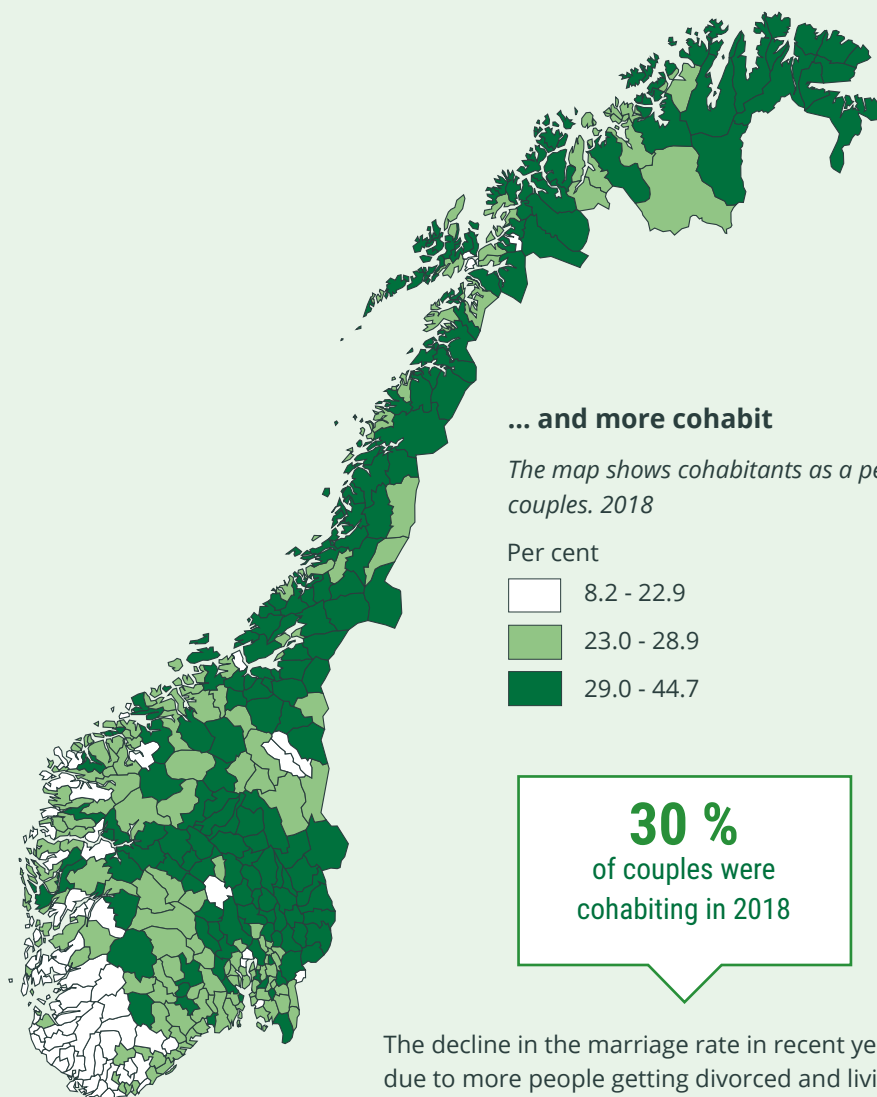 ... and more cohabit
The map shows cohabitants as a pe
couples. 2018
Per cent
8.2 - 22.9
23.0 - 28.9
29.0 - 44.7
30 %
of couples were
cohabiting in 2018
The decline in the marriage rate in recent ye
due to more people getting divorced and livi